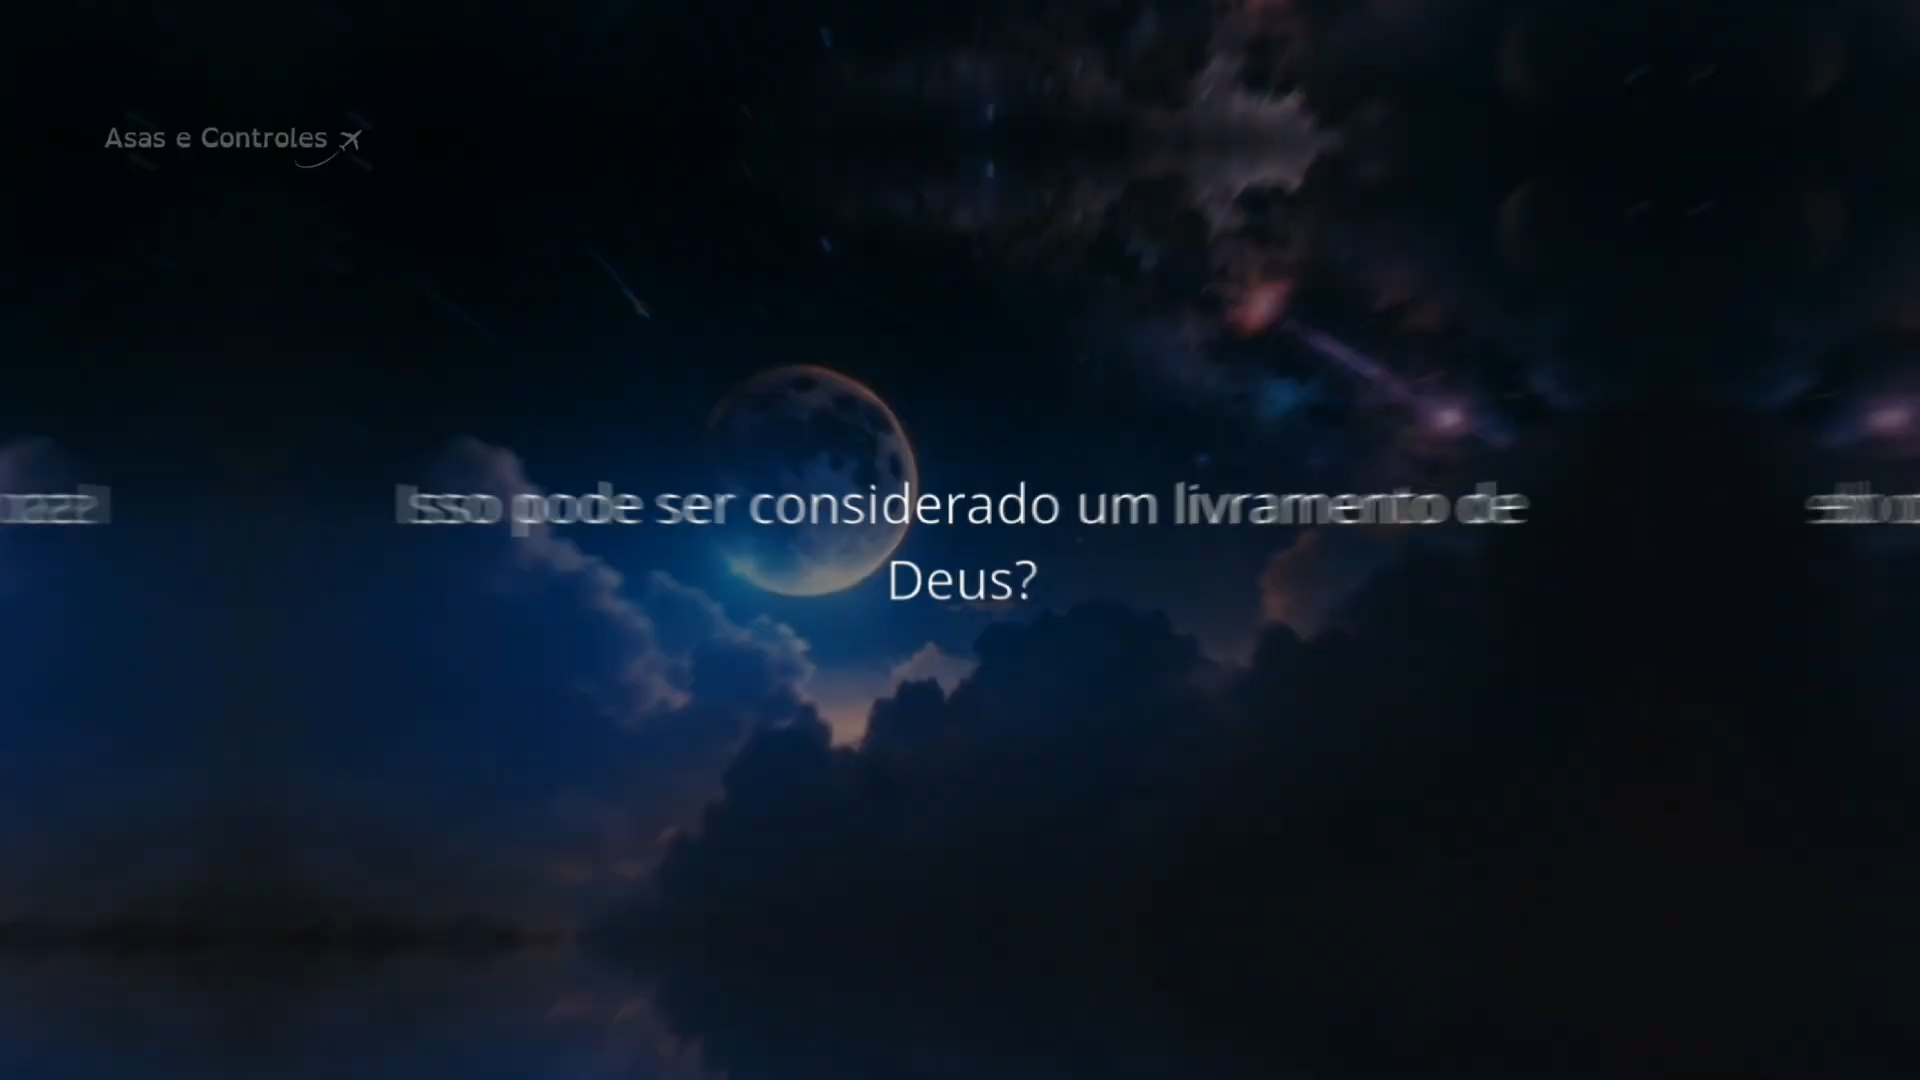 Asas e Controles
Isso pode ser considerado um livramento de
Deus?